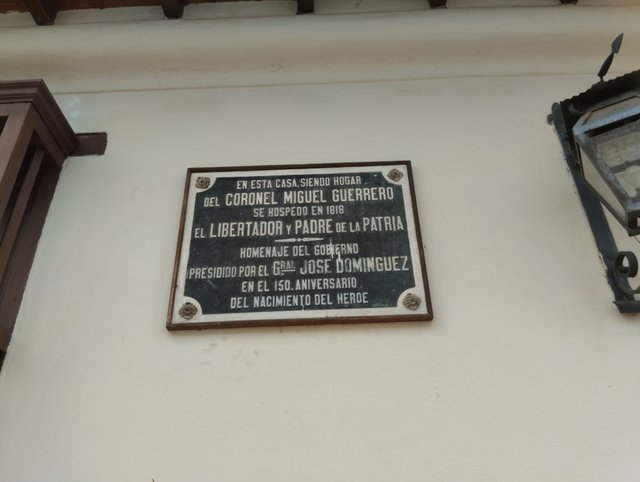 EN ESTA CASA, SIENDO HOGAR
DEL CORONEL MIGUEL GUERRERO
SE HOSPEDO EN 1818
EL LIBERTADOR Y PADRE DE LA PATRIA
HOMENAJE DEL GOBIERNO
PRESIDIDO POR EL GRAL JOSE DOMINGUEZ
EN EL 150. ANIVERSARIO
DEL NACIMIENTO DEL HEROE